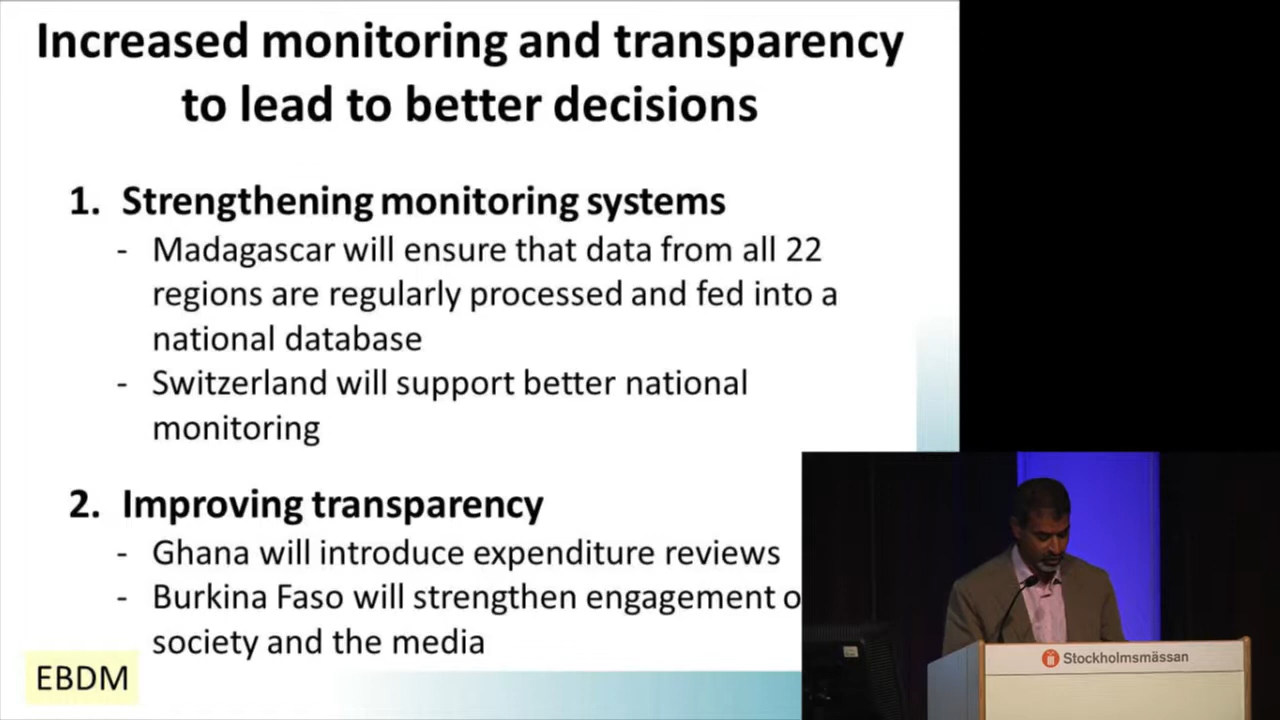 Increased monitoring and transparency
to lead to better decisions
1. Strengthening monitoring systems
- Madagascar will ensure that data from all 22
regions are regularly processed and fed into a
national database
- Switzerland will support better national
monitoring
2. Improving transparency
- Ghana will introduce expenditure reviews
- Burkina Faso will strengthen engagement
society and the media
EBDM
Stockholmsmässan